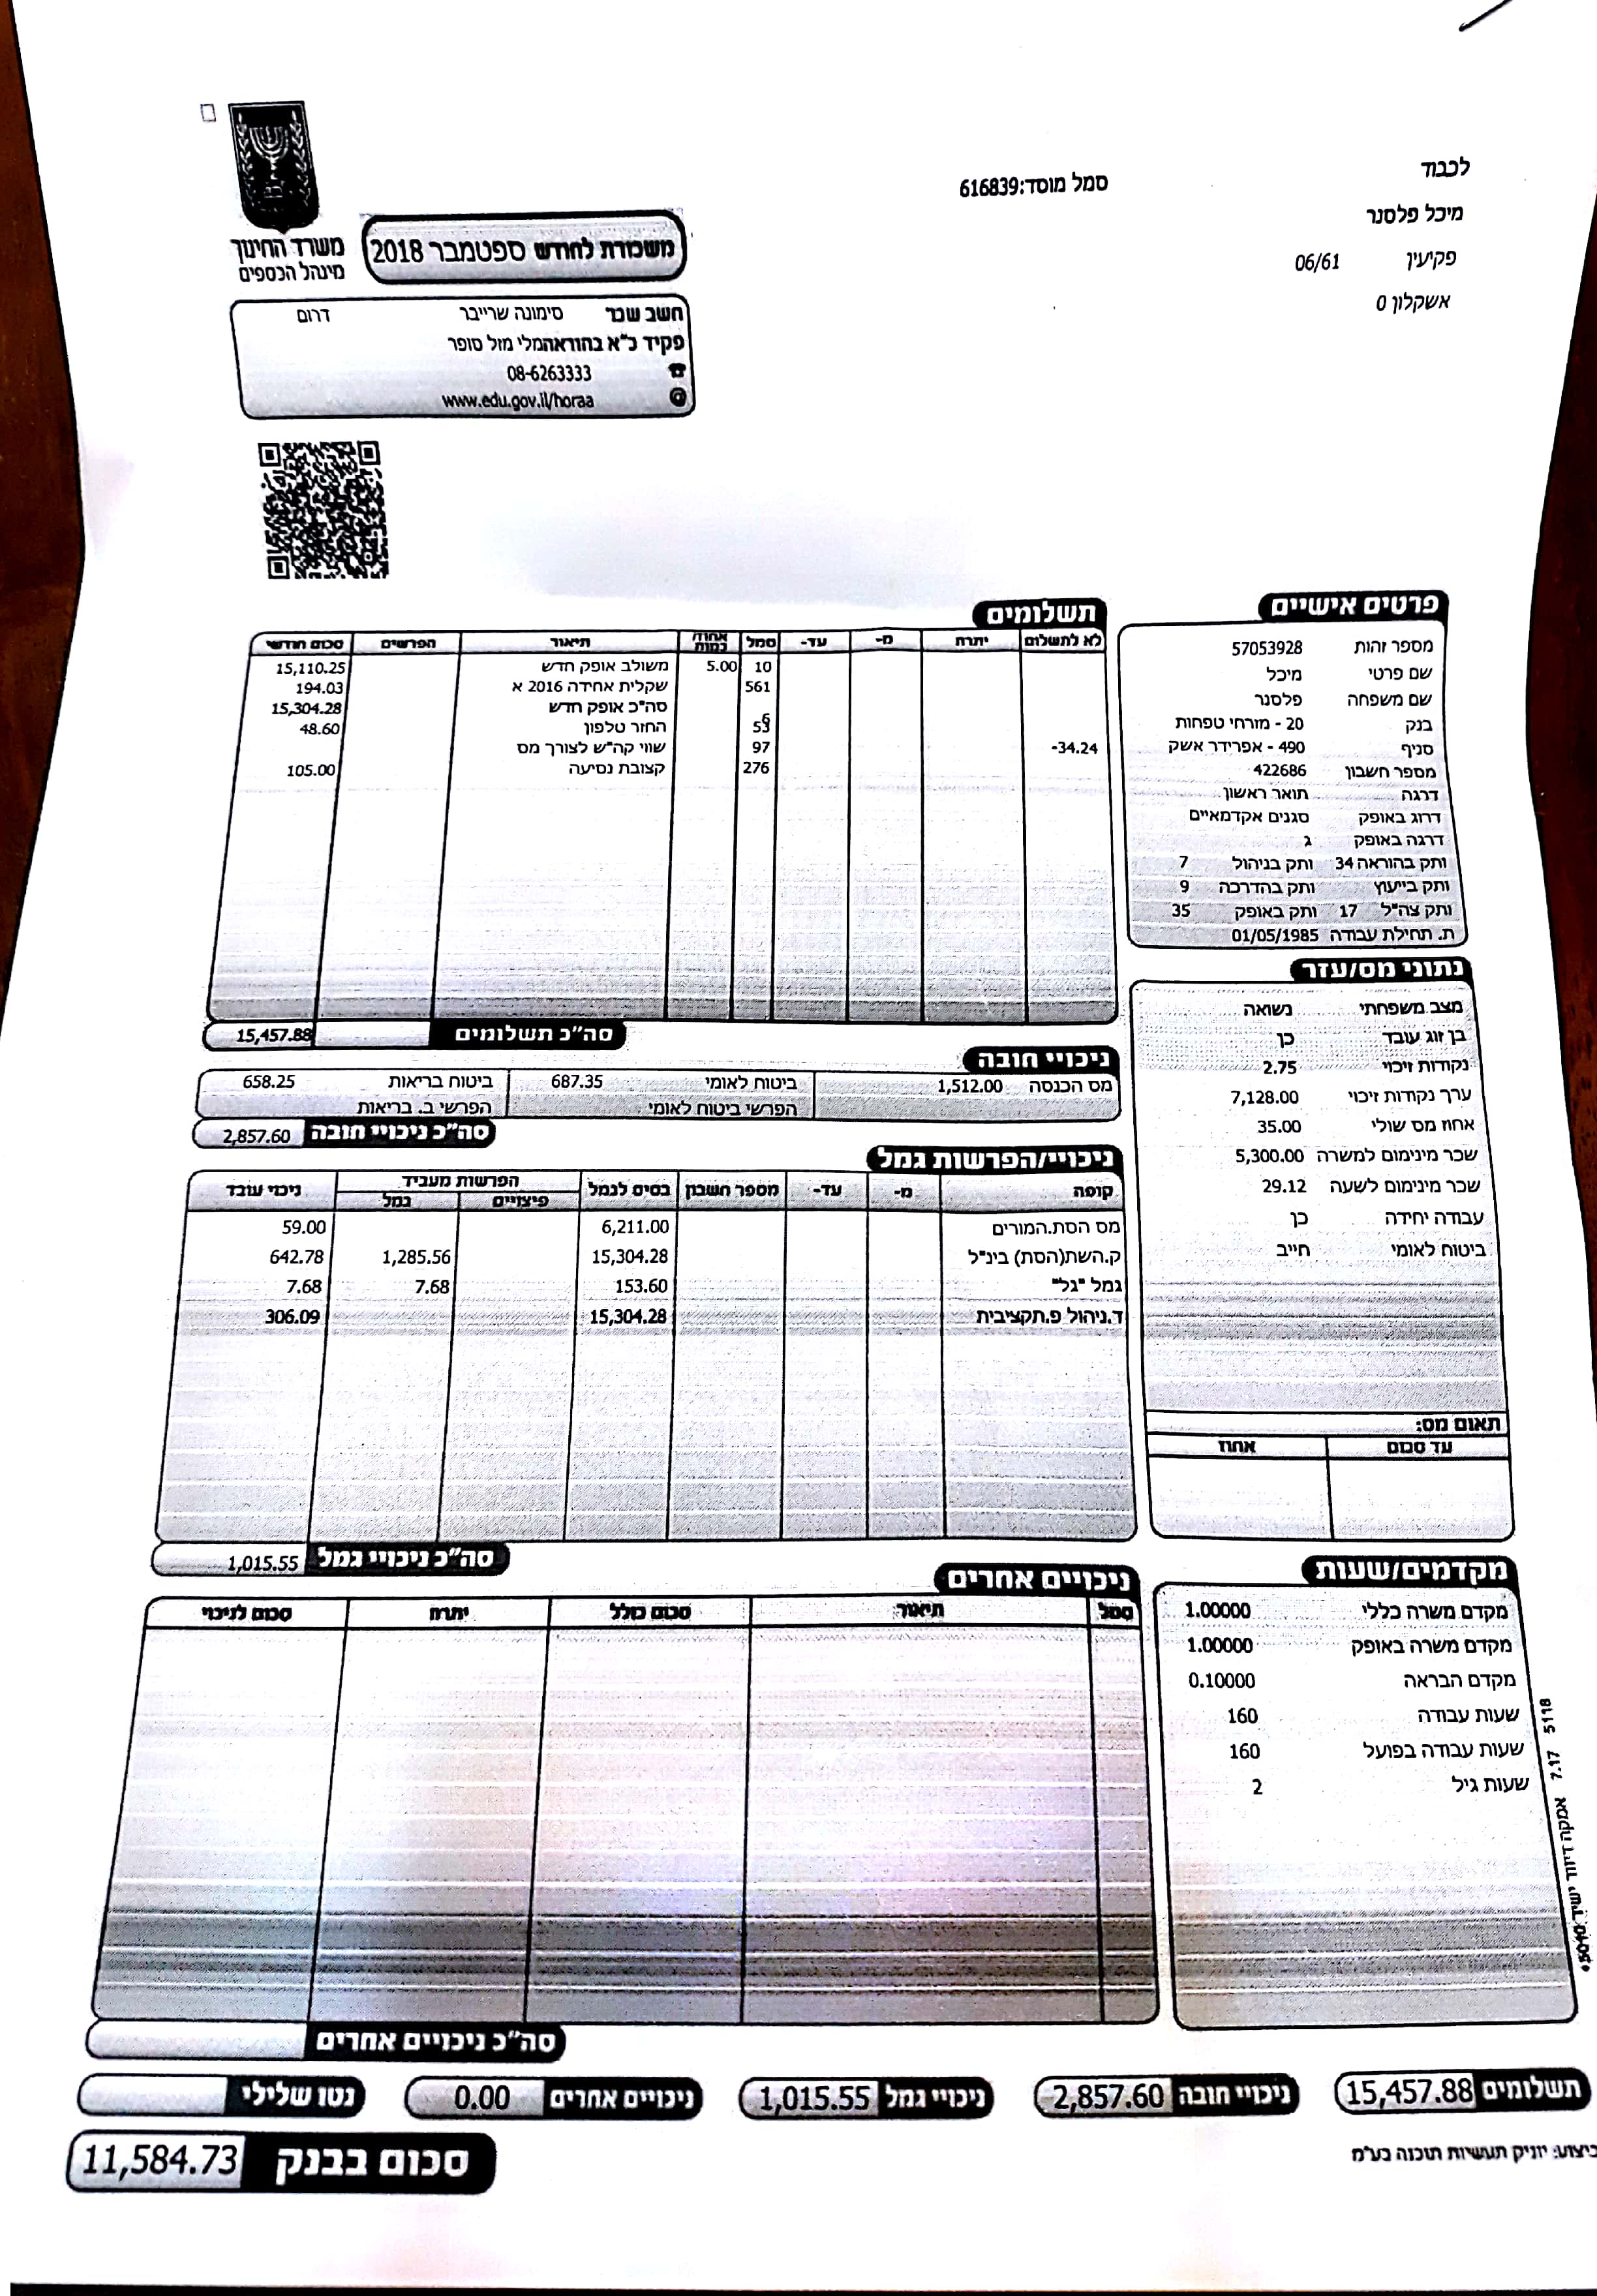 לכבוד
מיכל פלסנר
פקיעין 06/61
אשקלון 0
סמל מוסד:616839
משרד החינוך
מינהל הכספים
משכורת לחודש ספטמבר 2018
חשב שכר סימונה שרייבר דרום
פקיד כ"א בהוראה מלי מזל סופר
08-6263333
www.edu.gov.il/horaa
פרטים אישיים
מספר זהות 57053928
שם פרטי מיכל
שם משפחה פלסנר
בנק 20 - מזרחי טפחות
סניף 490 - אפרידר אשק
מספר חשבון 422686
דרגה תואר ראשון
דרוג באופק סגנים אקדמאיים
דרגה באופק ג
ותק בהוראה 34 ותק בניהול 7
ותק בייעוץ ותק בהדרכה 9
ותק צה"ל 17 ותק באופק 35
ת. תחילת עבודה 01/05/1985
תשלומים
לא לתשלום יתרה מ- עד- סמל אחוז/כמות תיאור הפרשים סכום חודשי
10 5.00 משולב אופק חדש 15,110.25
561 שקלית אחידה 2016 א 194.03
6 סה"כ אופק חדש 15,304.28
53 החזר טלפון 48.60
-34.24 97 שווי קה"ש לצורך מס
276 קצובת נסיעה 105.00
סה"כ תשלומים 15,457.88
נתוני מס/עזר
מצב משפחתי נשואה
בן זוג עובד כן
נקודות זיכוי 2.75
ערך נקודות זיכוי 7,128.00
אחוז מס שולי 35.00
שכר מינימום למשרה 5,300.00
שכר מינימום לשעה 29.12
עבודה יחידה כן
ביטוח לאומי חייב
תאום מס:
עד סכום אחוז
ניכויי חובה
מס הכנסה 1,512.00 ביטוח לאומי 687.35 ביטוח בריאות 658.25
הפרשי ביטוח לאומי הפרשי ב. בריאות
סה"כ ניכויי חובה 2,857.60
ניכויי/הפרשות גמל
קופה מ- עד- מספר חשבון בסיס לגמל הפרשות מעביד פיצויים גמל ניכוי עובד
מס הסת.המורים 6,211.00 59.00
ק.השת(הסת) בינ"ל 15,304.28 1,285.56 642.78
גמל "גל" 153.60 7.68 7.68
ד.ניהול פ.תקציבית 15,304.28 306.09
סה"כ ניכויי גמל 1,015.55
מקדמים/שעות
מקדם משרה כללי 1.00000
מקדם משרה באופק 1.00000
מקדם הבראה 0.10000
שעות עבודה 160
שעות עבודה בפועל 160
שעות גיל 2
ניכויים אחרים
סמל תיאור סכום כולל יתרה סכום לניכוי
סה"כ ניכויים אחרים
תשלומים 15,457.88 ניכויי חובה 2,857.60 ניכויי גמל 1,015.55 ניכויים אחרים 0.00 נטו שלילי
סכום בבנק 11,584.73
ביצוע: יוניק תעשיות תוכנה בע"מ
אמקה דיוור ישיר 7.17 5118